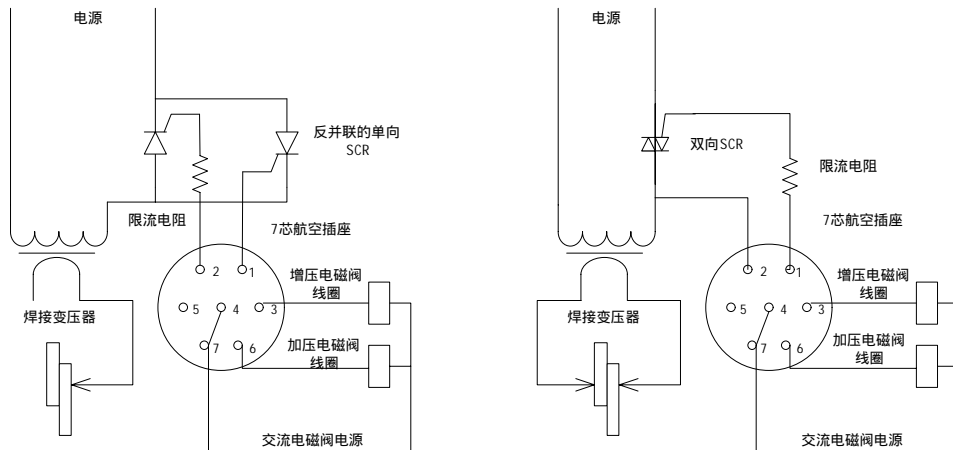 电源
反并联的单向
SCR
限流电阻
7芯航空插座
2
1
5
4
3
7
6
增压电磁阀
线圈
加压电磁阀
线圈
焊接变压器
交流电磁阀电源
电源
双向SCR
限流电阻
7芯航空插座
2
1
5
4
3
7
6
增压电磁阀
线圈
加压电磁阀
线圈
焊接变压器
交流电磁阀电源